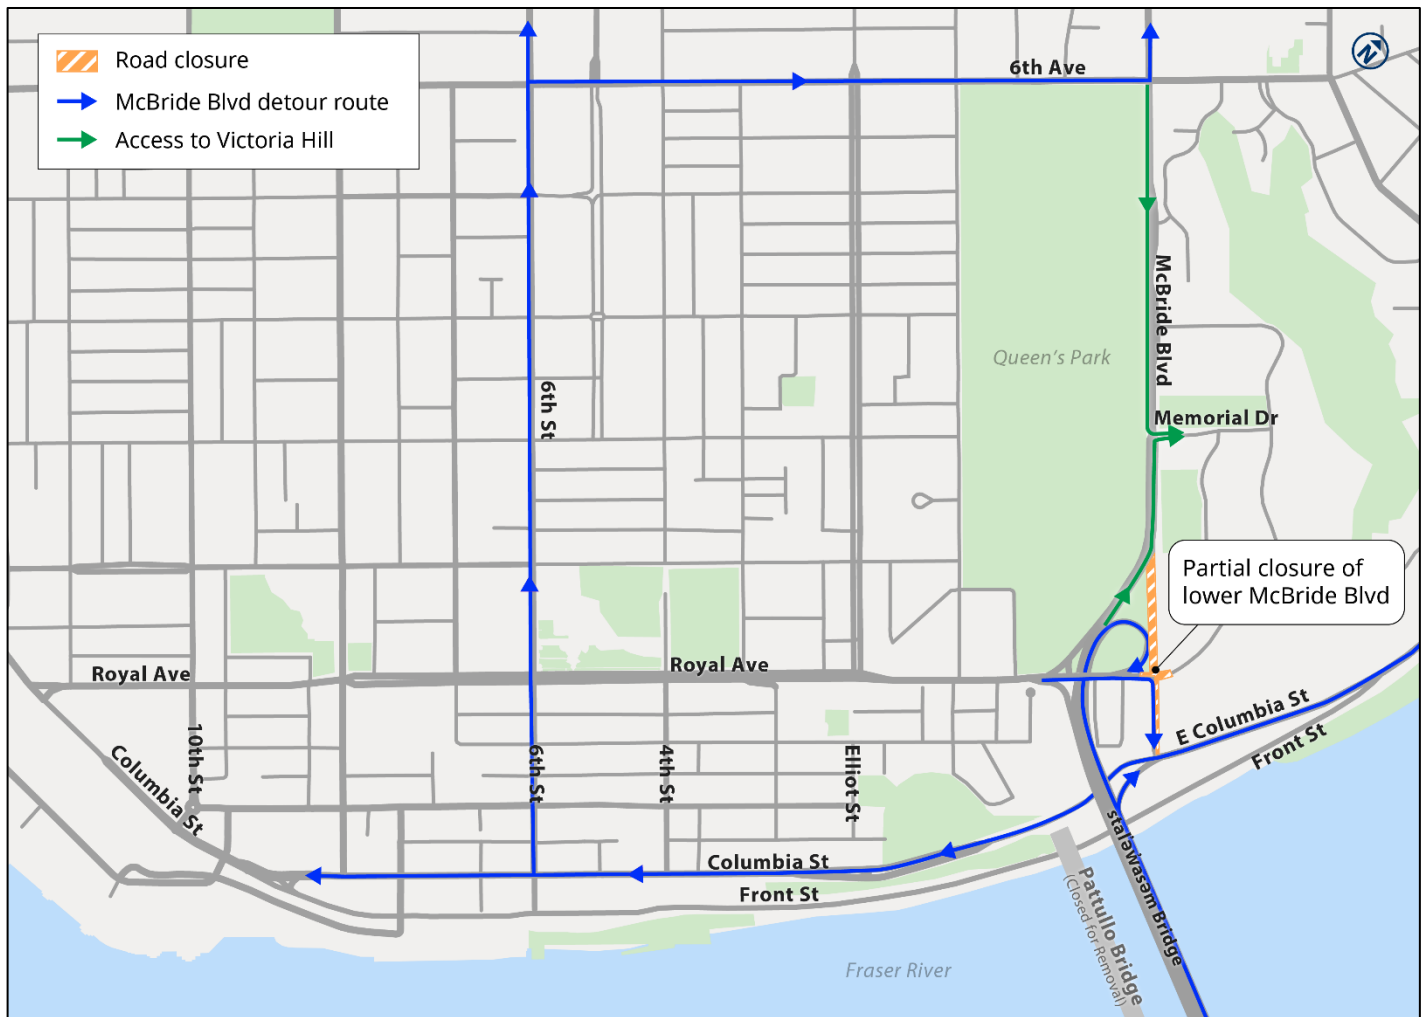 Road closure
McBride Blvd detour route
Access to Victoria Hill
6th Ave
N
McBride Blvd
Queen's Park
6th St
Memorial Dr
Partial closure of
lower McBride Blvd
Royal Ave
Royal Ave
E Columbia St
Front St
10th St
Columbia St
6th St
4th St
Elliot St
stal̓əw̓asəm Bridge
Columbia St
Front St
Pattullo Bridge
(Closed for Removal)
Fraser River